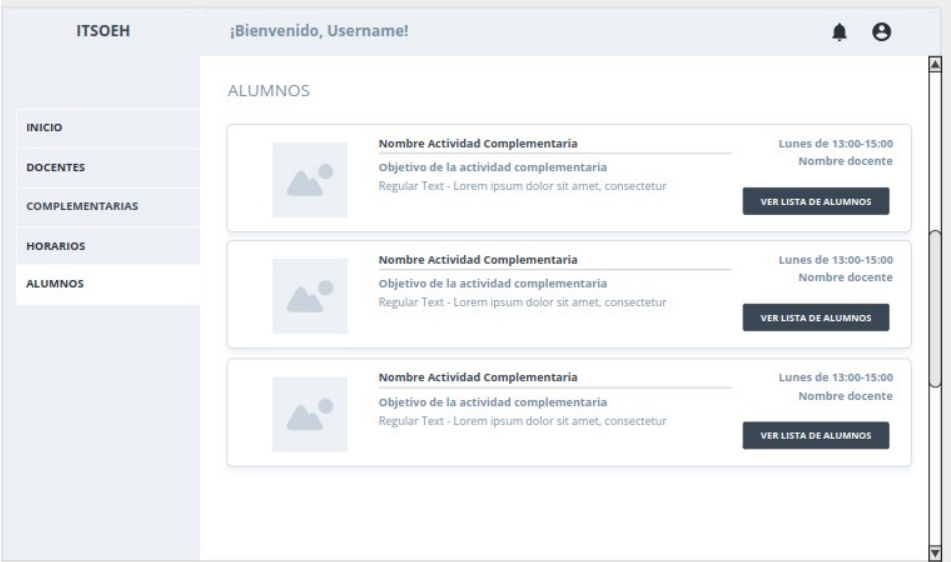 ITSOEH
¡Bienvenido, Username!
INICIO
DOCENTES
COMPLEMENTARIAS
HORARIOS
ALUMNOS
ALUMNOS
Nombre Actividad Complementaria
Objetivo de la actividad complementaria
Regular Text - Lorem ipsum dolor sit amet, consectetur
Lunes de 13:00-15:00
Nombre docente
VER LISTA DE ALUMNOS
Nombre Actividad Complementaria
Objetivo de la actividad complementaria
Regular Text - Lorem ipsum dolor sit amet, consectetur
Lunes de 13:00-15:00
Nombre docente
VER LISTA DE ALUMNOS
Nombre Actividad Complementaria
Objetivo de la actividad complementaria
Regular Text - Lorem ipsum dolor sit amet, consectetur
Lunes de 13:00-15:00
Nombre docente
VER LISTA DE ALUMNOS